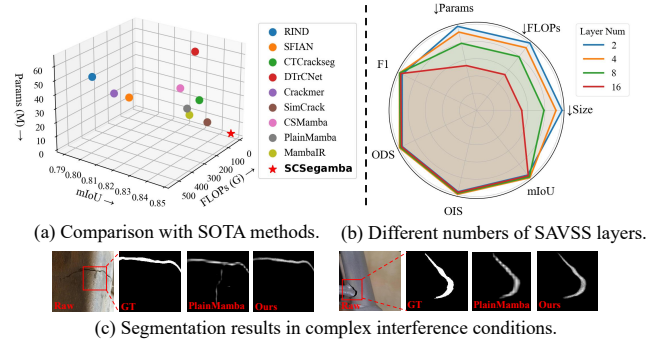 Params (M) →
60
50
40
30
20
10
0
0.79
0.80
0.81
0.82
0.83
0.84
0.85
mIoU →
500
400
300
200
100
0
FLOPs (G) →
RIND
SFIAN
CTCrackseg
DTrCNet
Crackmer
SimCrack
CSMamba
PlainMamba
MambaIR
SCSegamba
↓Params
↓FLOPs
F1
↓Size
ODS
mIoU
OIS
Layer Num
2
4
8
16
(a) Comparison with SOTA methods.
(b) Different numbers of SAVSS layers.
Raw
GT
PlainMamba
Ours
GT
PlainMamba
Ours
(c) Segmentation results in complex interference conditions.